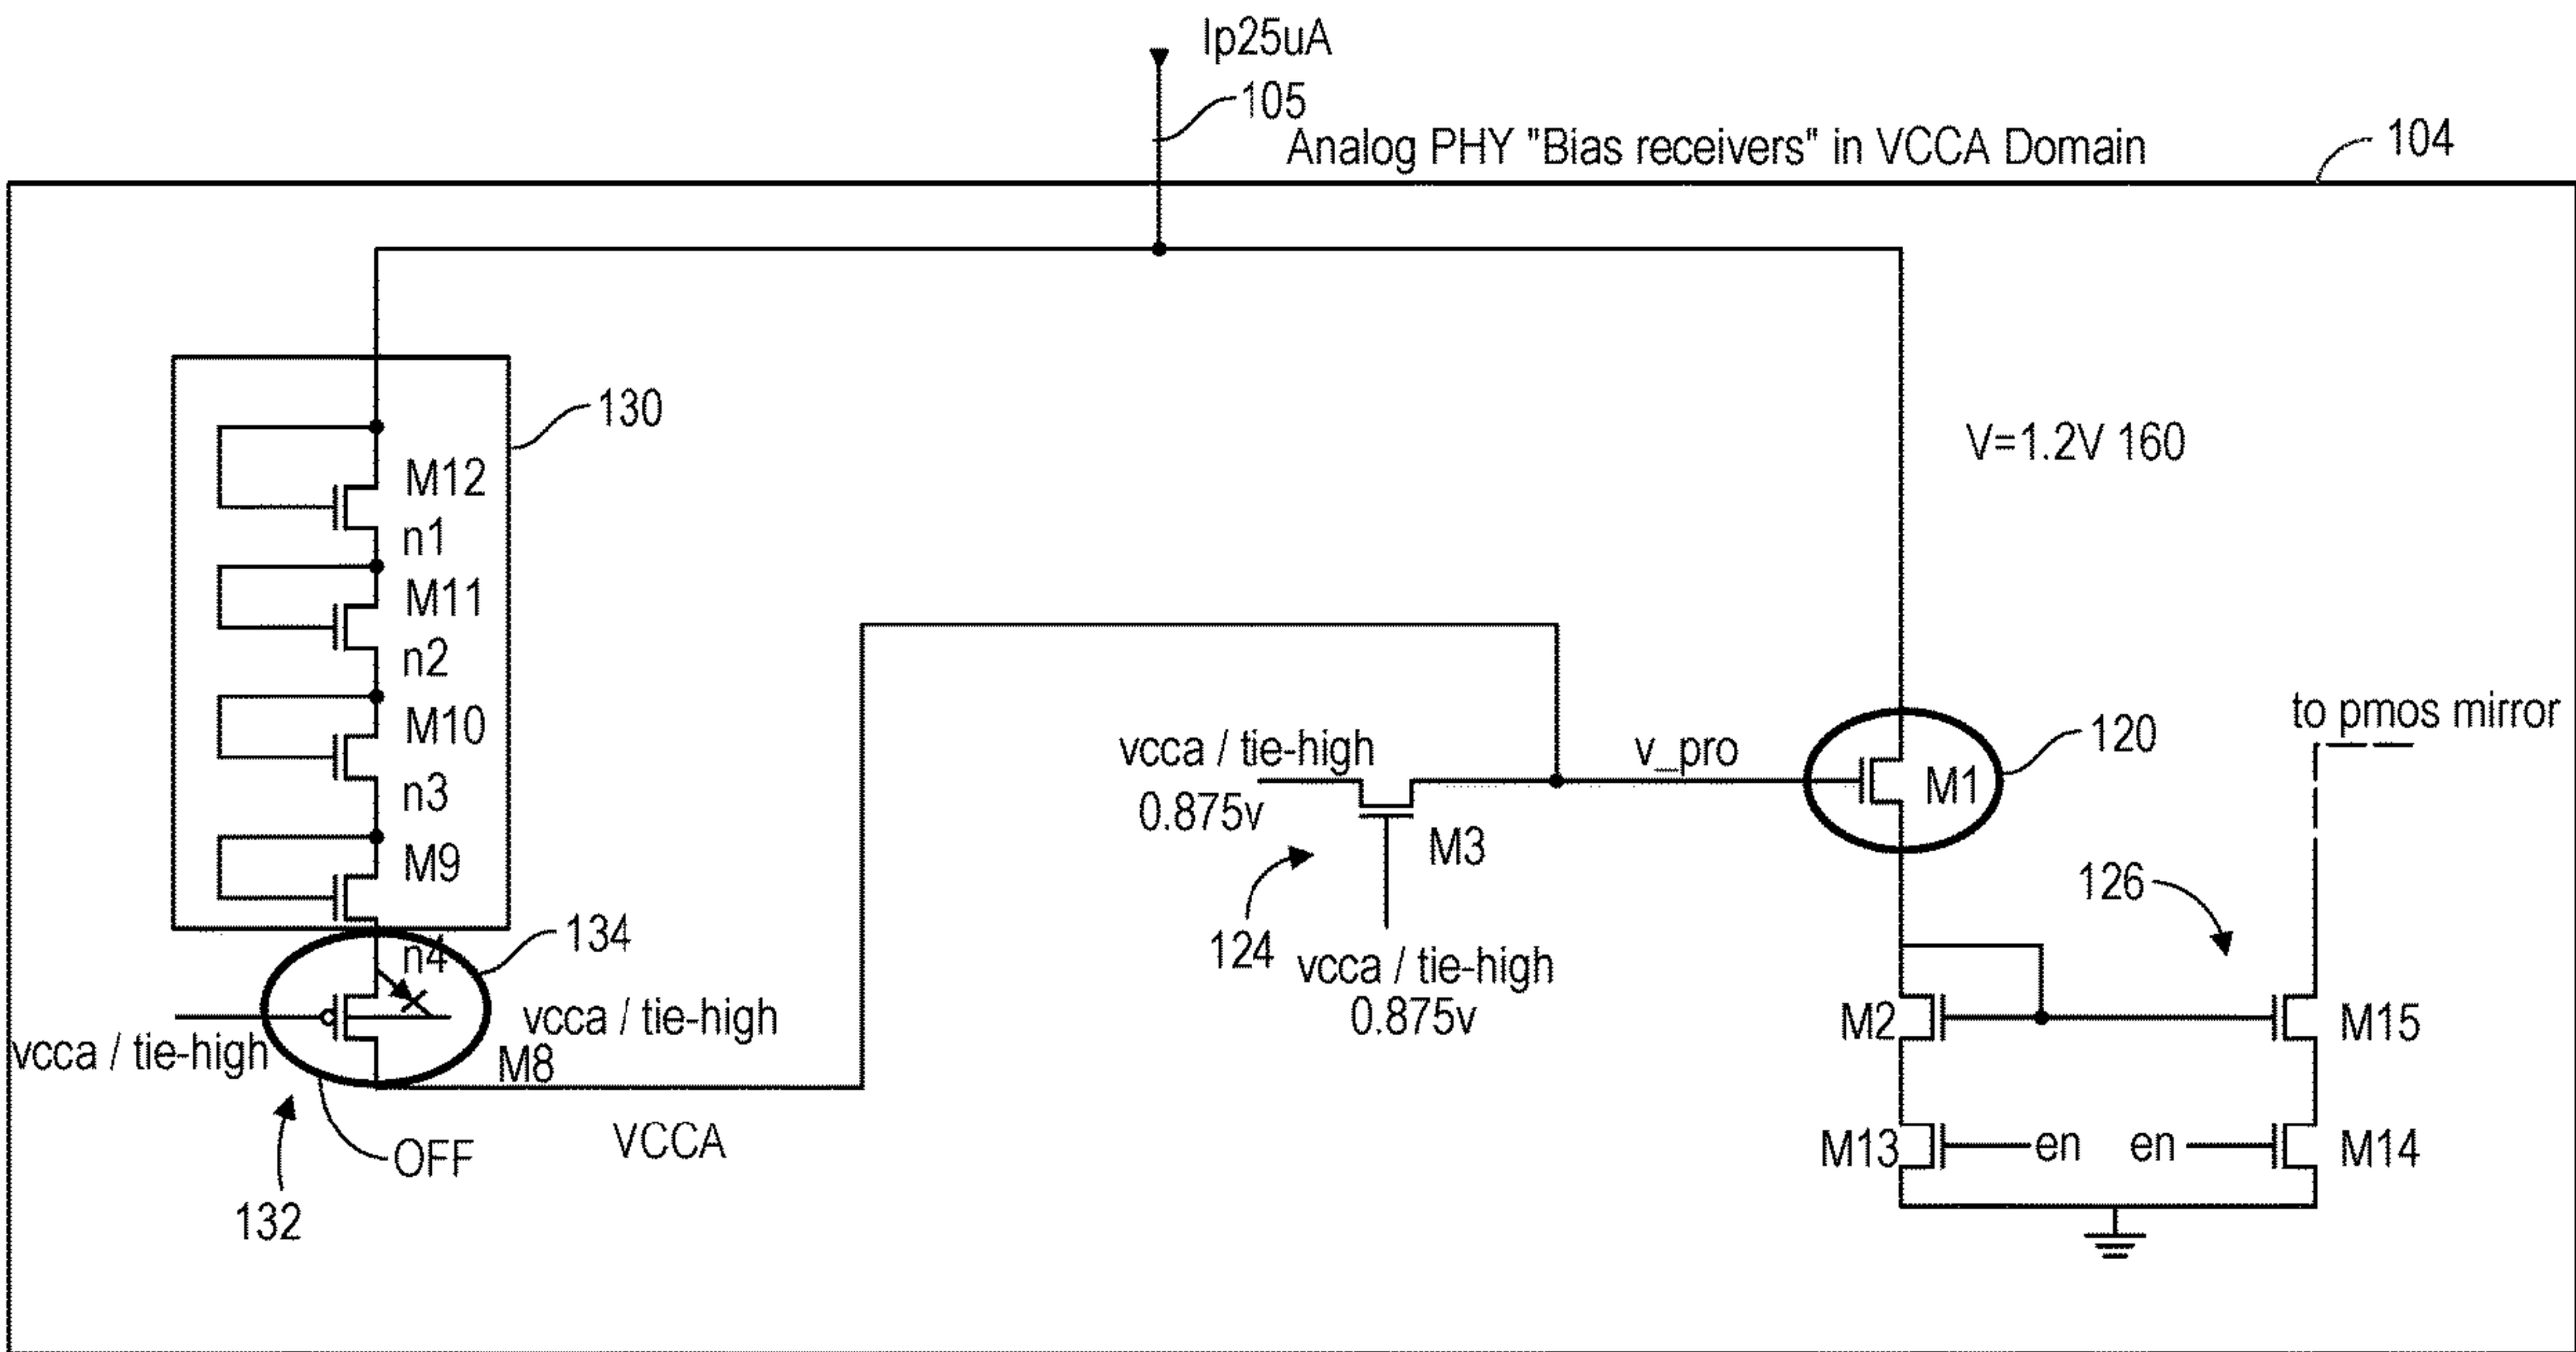 Ip25uA
105
Analog PHY "Bias receivers" in VCCA Domain
104
130
M12
n1
M11
n2
M10
n3
M9
n4
134
vcca / tie-high
vcca / tie-high
M8
OFF
132
VCCA
vcca / tie-high
0.875v
M3
124
vcca / tie-high
0.875v
v_pro
V=1.2V 160
120
M1
to pmos mirror
126
M2
M15
M13
en
en
M14